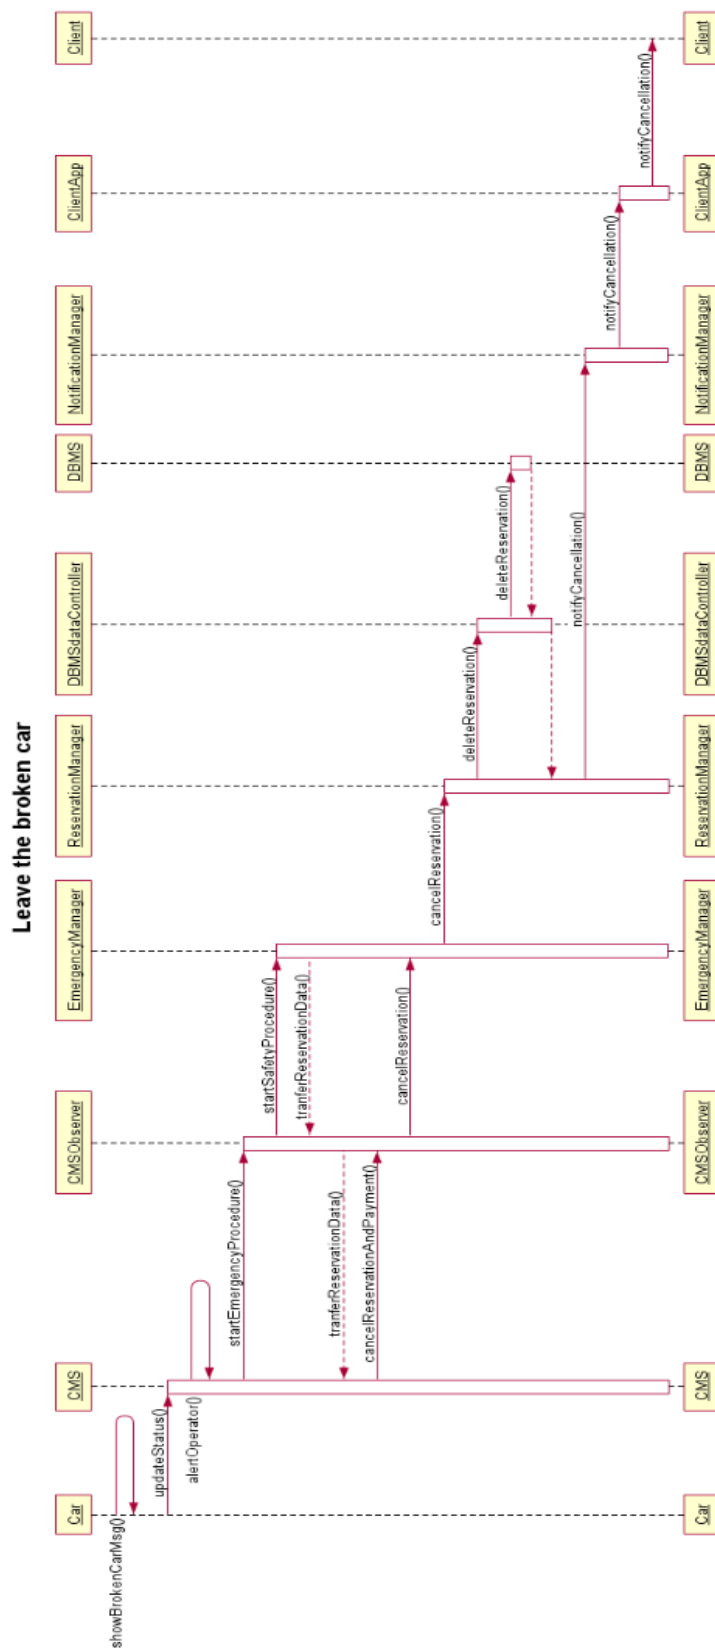 Leave the broken car
Car
CMS
CMSObserver
EmergencyManager
ReservationManager
DBMSdataController
DBMS
NotificationManager
ClientApp
Client
showBrokenCarMsg()
updateStatus()
alertOperator()
startEmergencyProcedure()
startSafetyProcedure()
tranferReservationData()
tranferReservationData()
cancelReservationAndPayment()
cancelReservation()
cancelReservation()
deleteReservation()
deleteReservation()
notifyCancellation()
notifyCancellation()
notifyCancellation()
Car
CMS
CMSObserver
EmergencyManager
ReservationManager
DBMSdataController
DBMS
NotificationManager
ClientApp
Client